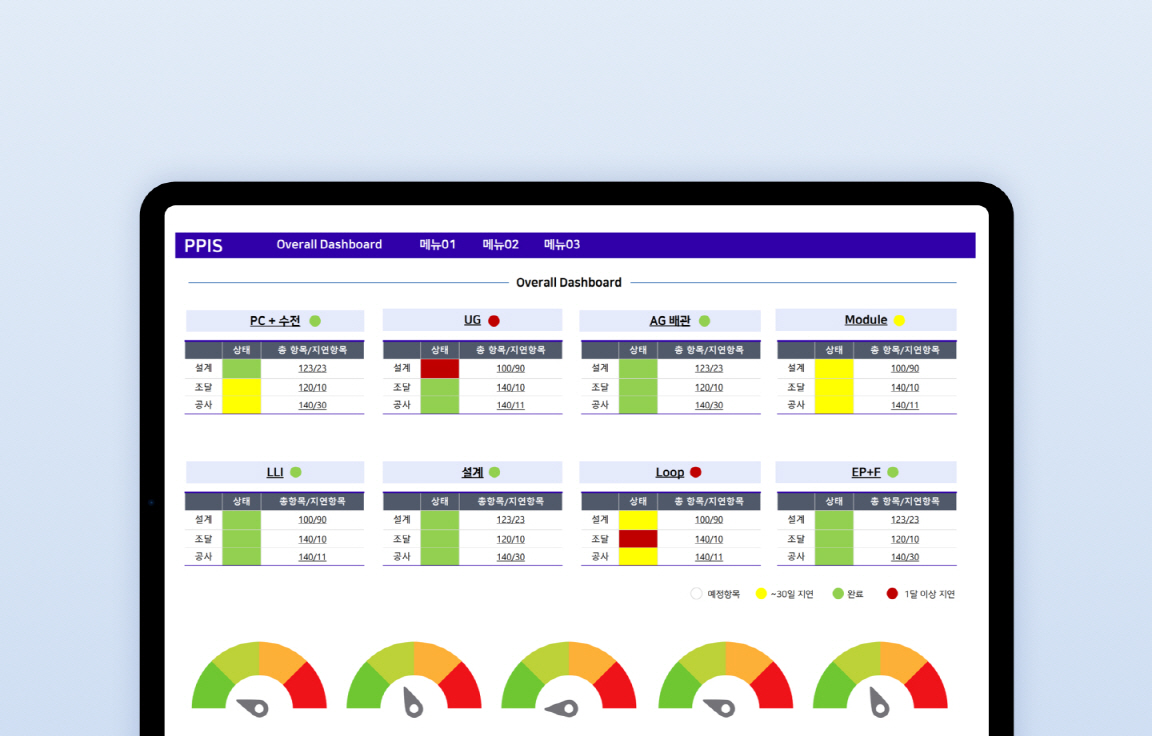 PPIS Overall Dashboard 메뉴01 메뉴02 메뉴03
Overall Dashboard
PC + 수전
상태 총 항목/지연항목
설계 123/23
조달 120/10
공사 140/30
UG
상태 총 항목/지연항목
설계 100/90
조달 140/10
공사 140/11
AG 배관
상태 총 항목/지연항목
설계 123/23
조달 120/10
공사 140/30
Module
상태 총 항목/지연항목
설계 100/90
조달 140/10
공사 140/11
LLI
상태 총항목/지연항목
설계 100/90
조달 140/10
공사 140/11
설계
상태 총항목/지연항목
설계 123/23
조달 120/10
공사 140/30
Loop
상태 총 항목/지연항목
설계 100/90
조달 140/10
공사 140/11
EP+F
상태 총 항목/지연항목
설계 123/23
조달 120/10
공사 140/30
예정항목 ~30일 지연 완료 1달 이상 지연